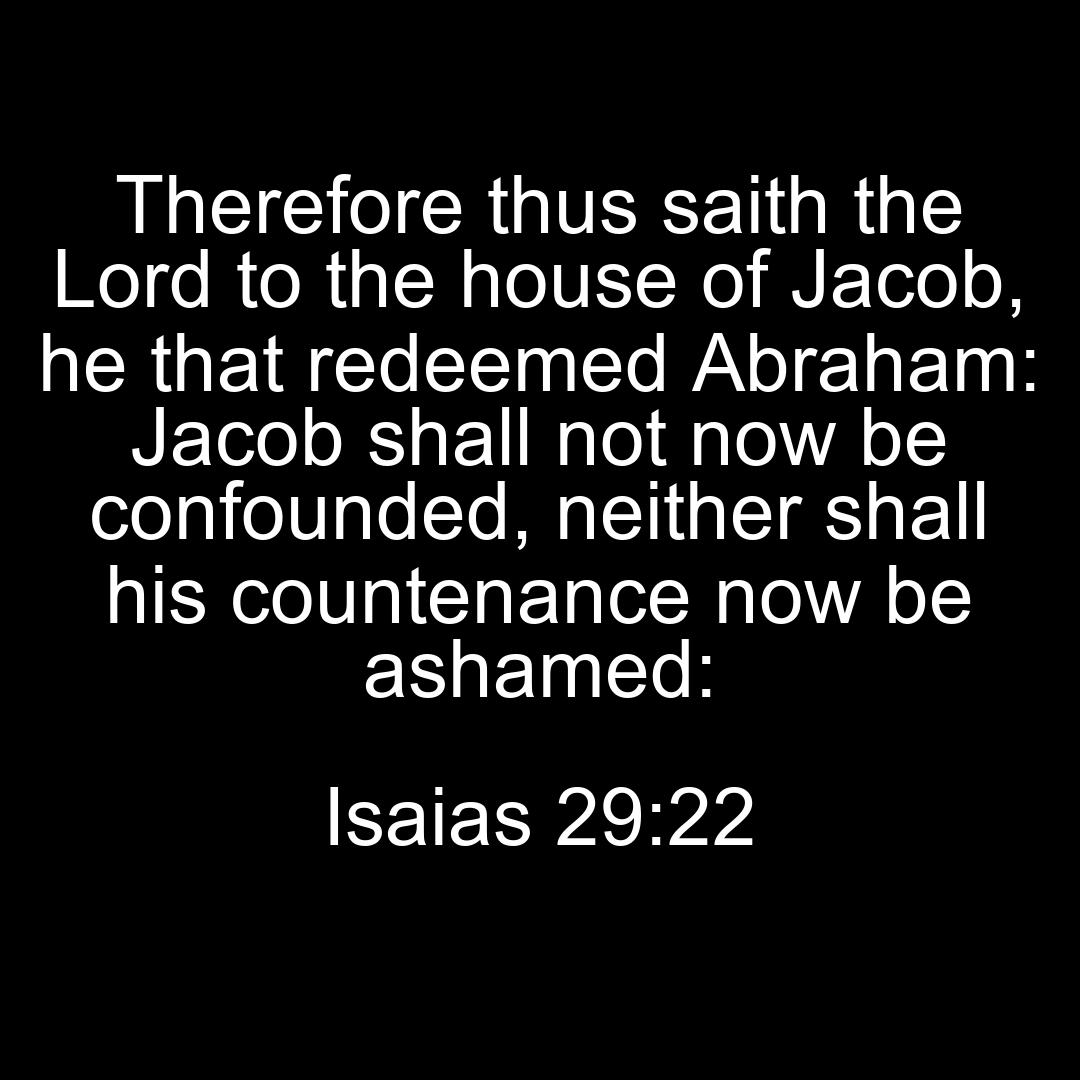 Therefore thus saith the
Lord to the house of Jacob,
he that redeemed Abraham:
Jacob shall not now be
confounded, neither shall
his countenance now be
ashamed:
Isaias 29:22